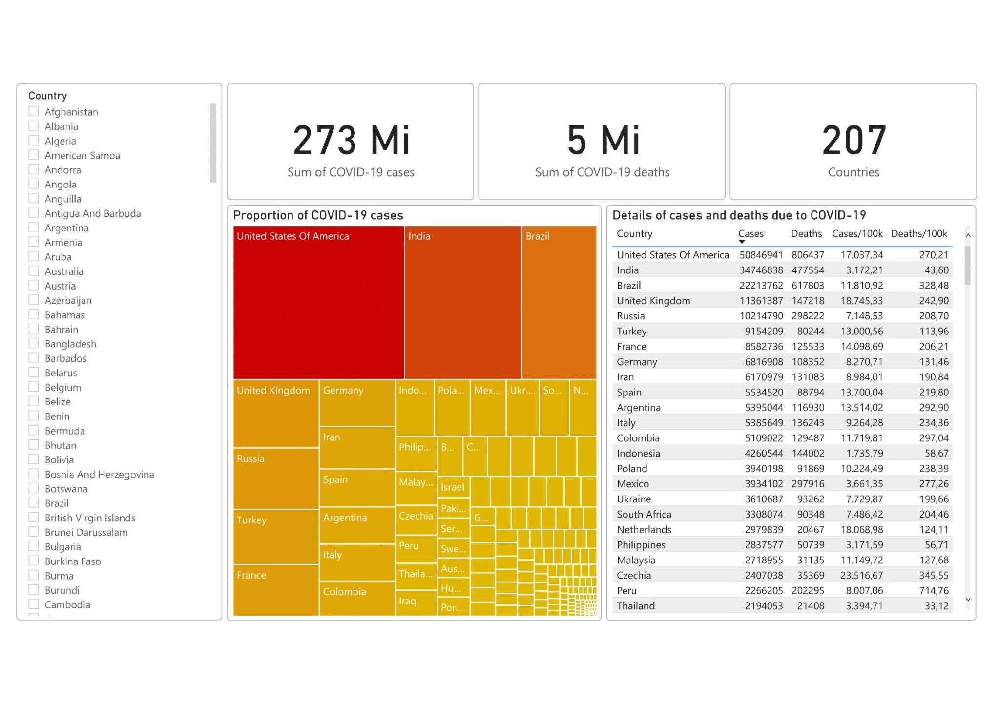 Country
Afghanistan
Albania
Algeria
American Samoa
Andorra
Angola
Anguilla
Antigua And Barbuda
Argentina
Armenia
Aruba
Australia
Austria
Azerbaijan
Bahamas
Bahrain
Bangladesh
Barbados
Belarus
Belgium
Belize
Benin
Bermuda
Bhutan
Bolivia
Bosnia And Herzegovina
Botswana
Brazil
British Virgin Islands
Brunei Darussalam
Bulgaria
Burkina Faso
Burma
Burundi
Cambodia
273 Mi
Sum of COVID-19 cases
5 Mi
Sum of COVID-19 deaths
207
Countries
Proportion of COVID-19 cases
United States Of America
India
Brazil
United Kingdom
Russia
Turkey
France
Germany
Iran
Spain
Argentina
Italy
Colombia
Indo...
Pola...
Mex...
Ukr...
So...
N...
Philip...
B...
C...
Malay...
Czechia
Peru
Thaila...
Iraq
Israel
Paki...
Ser...
Swe...
Aus...
Hu...
Por...
G...
Details of cases and deaths due to COVID-19
Country Cases Deaths Cases/100k Deaths/100k
United States Of America 50846941 806437 17.037,34 270,21
India 34746838 477554 3.172,21 43,60
Brazil 22213762 617803 11.810,92 328,48
United Kingdom 11361387 147218 18.745,33 242,90
Russia 10214790 298222 7.148,53 208,70
Turkey 9154209 80244 13.000,56 113,96
France 8582736 125533 14.098,69 206,21
Germany 6816908 108352 8.270,71 131,46
Iran 6170979 131083 8.984,01 190,84
Spain 5534520 88794 13.700,04 219,80
Argentina 5395044 116930 13.514,02 292,90
Italy 5385649 136243 9.264,28 234,36
Colombia 5109022 129487 11.719,81 297,04
Indonesia 4260544 144002 1.735,79 58,67
Poland 3940198 91869 10.224,49 238,39
Mexico 3934102 297916 3.661,35 277,26
Ukraine 3610687 93262 7.729,87 199,66
South Africa 3308074 90348 7.486,42 204,46
Netherlands 2979839 20467 18.068,98 124,11
Philippines 2837577 50739 3.171,59 56,71
Malaysia 2718955 31135 11.149,72 127,68
Czechia 2407038 35369 23.516,67 345,55
Peru 2266205 202295 8.007,06 714,76
Thailand 2194053 21408 3.394,71 33,12